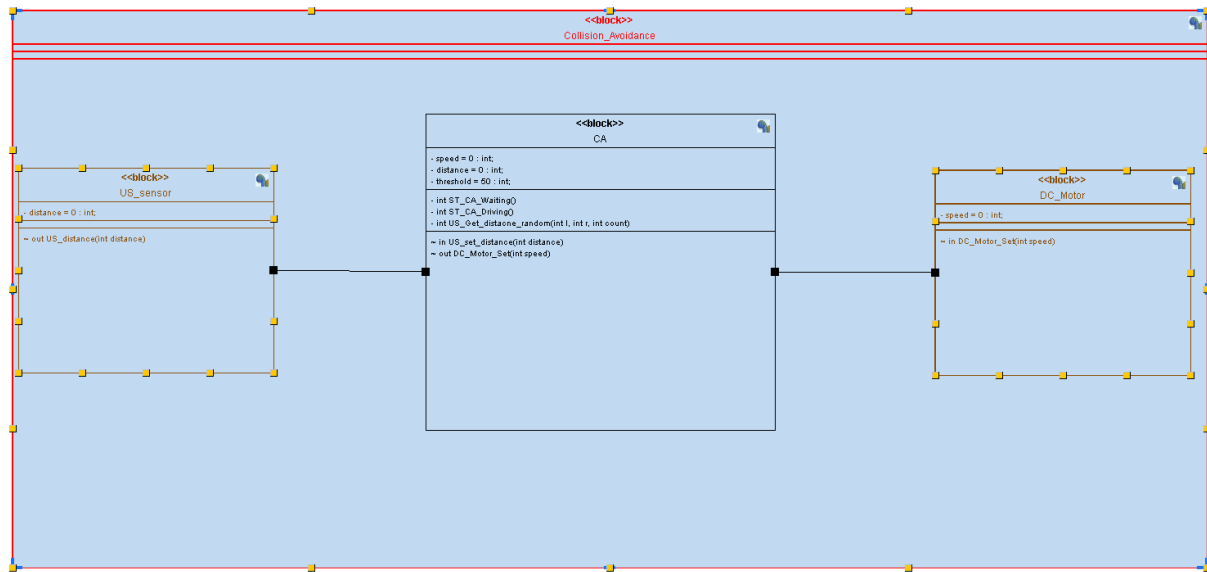 <<block>>
Collision_Avoidance
<<block>>
US_sensor
- distance = 0 : int;
~ out US_distance(int distance)
<<block>>
CA
- speed = 0 : int;
- distance = 0 : int;
- threshold = 50 : int;
- int ST_CA_Waiting()
- int ST_CA_Driving()
- int US_Get_distaone_random(int l, int r, int count)
~ in US_set_distance(int distance)
~ out DC_Motor_Set(int speed)
<<block>>
DC_Motor
- speed = 0 : int;
~ in DC_Motor_Set(int speed)